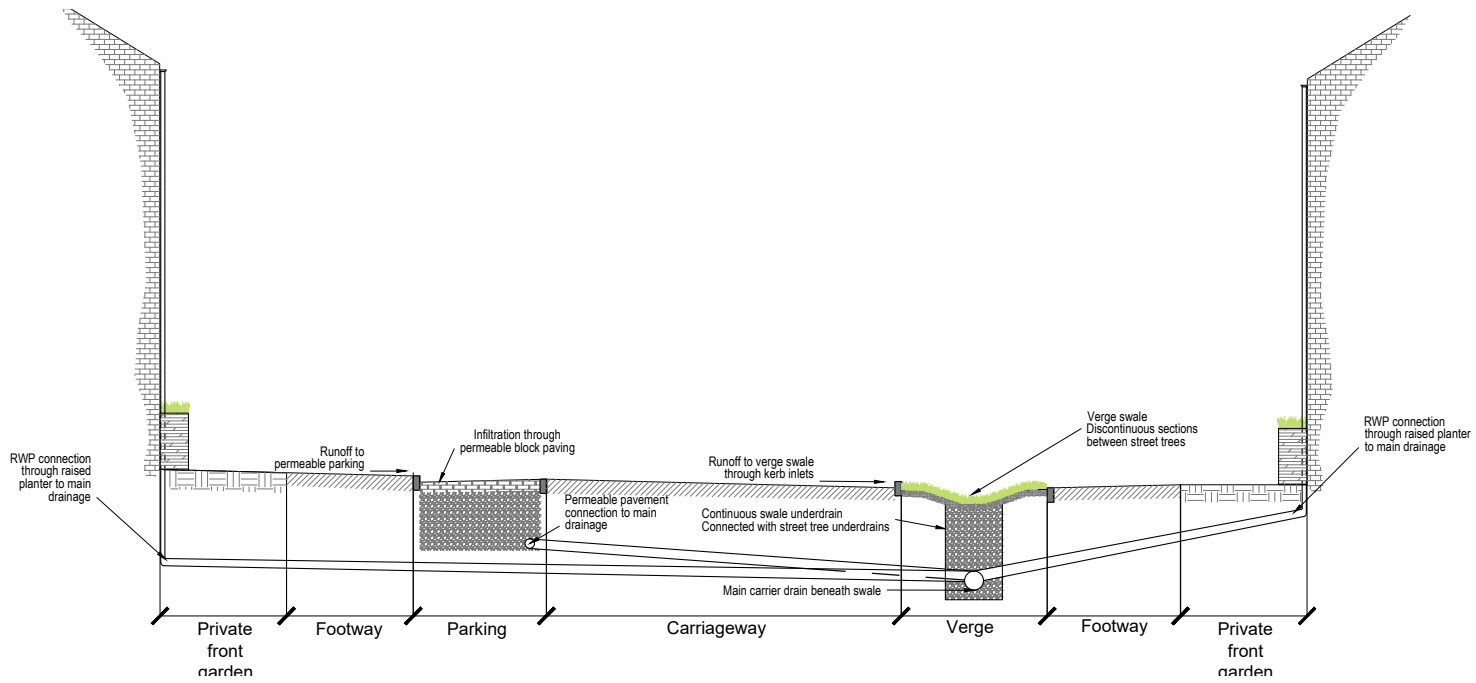 Verge swale
Discontinuous sections
between street trees
RWP connection
through raised planter
to main drainage
Infiltration through
permeable block paving
Runoff to
permeable parking
RWP connection
through raised
planter to main
drainage
Runoff to verge swale
through kerb inlets
Permeable pavement
connection to main
drainage
Continuous swale underdrain
Connected with street tree underdrains
Main carrier drain beneath swale
Private
front
garden
Footway
Parking
Carriageway
Verge
Footway
Private
front
garden